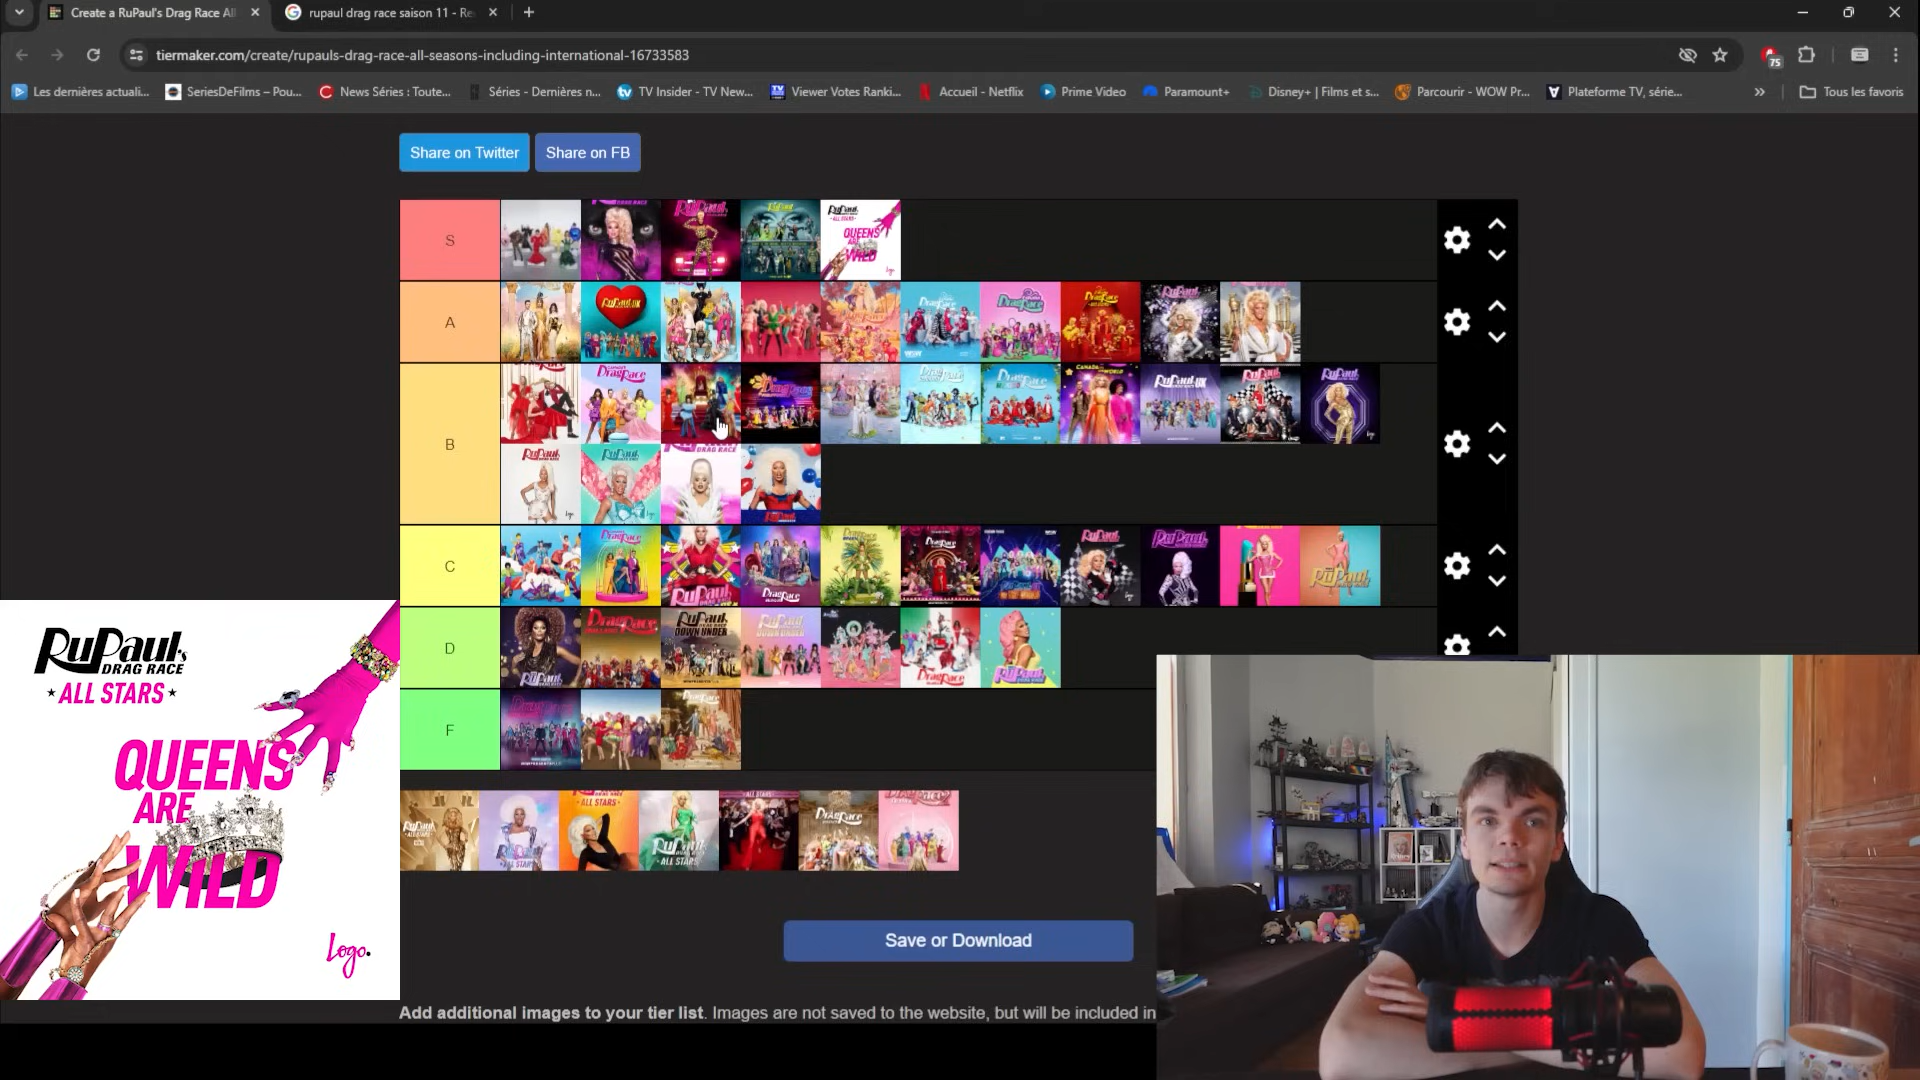 Create a RuPaul's Drag Race All
rupaul drag race saison 11 - Re
tiermaker.com/create/rupauls-drag-race-all-seasons-including-international-16733583
75
Les dernières actuali...
SeriesDeFilms – Pou...
News Séries : Toute...
Séries - Dernières n...
TV Insider - TV New...
Viewer Votes Ranki...
Accueil - Netflix
Prime Video
Paramount+
Disney+ | Films et s...
Parcourir - WOW Pr...
Plateforme TV, série...
Tous les favoris
Share on Twitter
Share on FB
S
A
B
C
D
F
RuPaul's
DRAG RACE
ALL STARS
QUEENS
ARE
WILD
Logo.
Save or Download
Add additional images to your tier list. Images are not saved to the website, but will be included in